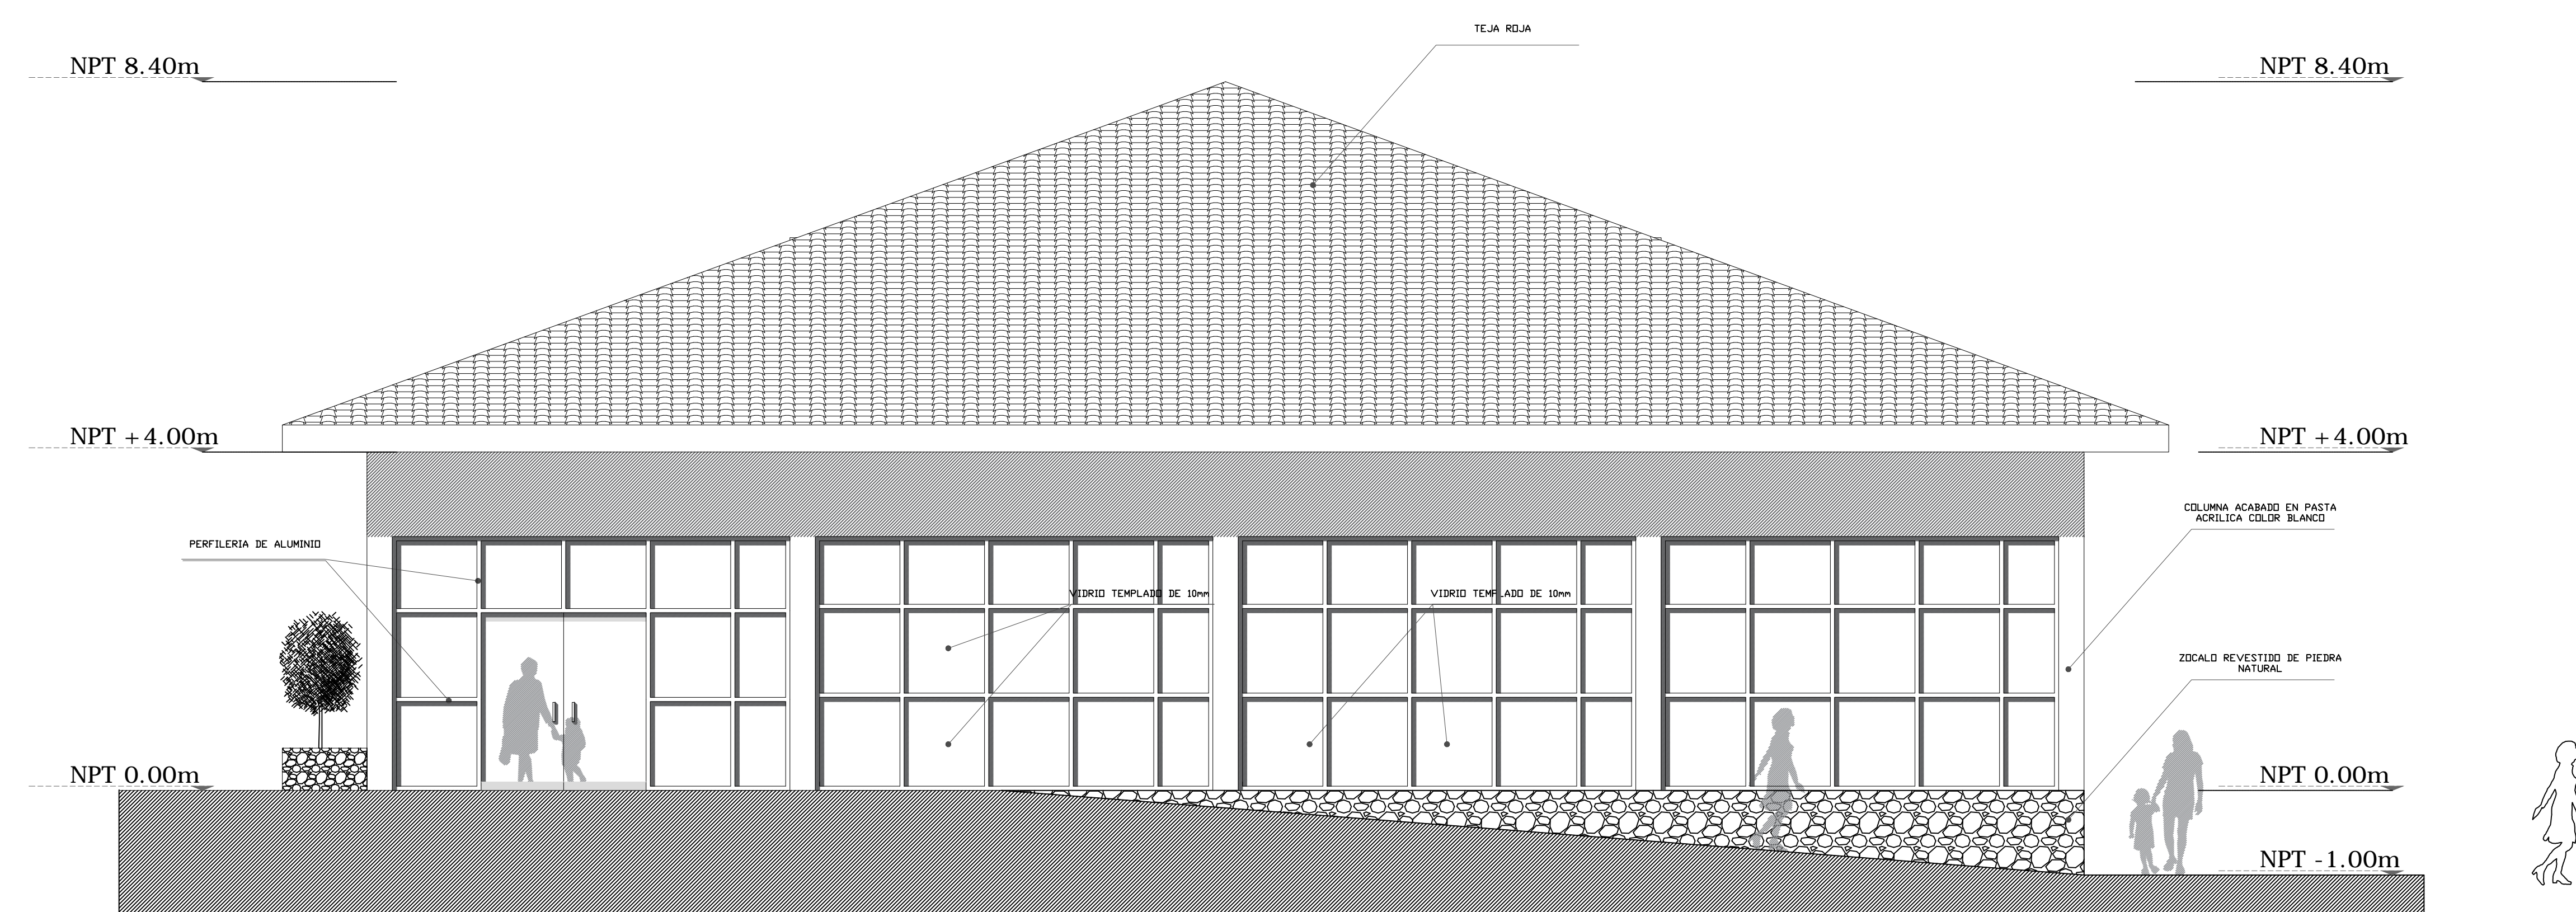 TEJA ROJA
NPT 8.40m
NPT 8.40m
NPT +4.00m
NPT +4.00m
COLUMNA ACABADO EN PASTA
ACRILICA COLOR BLANCO
PERFILERIA DE ALUMINIO
VIDRIO TEMPLADO DE 10mm
VIDRIO TEMPLADO DE 10mm
ZOCALO REVESTIDO DE PIEDRA
NATURAL
NPT 0.00m
NPT 0.00m
NPT -1.00m